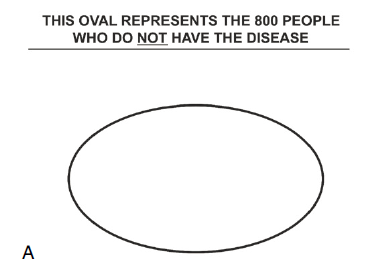 THIS OVAL REPRESENTS THE 800 PEOPLE
WHO DO NOT HAVE THE DISEASE
A